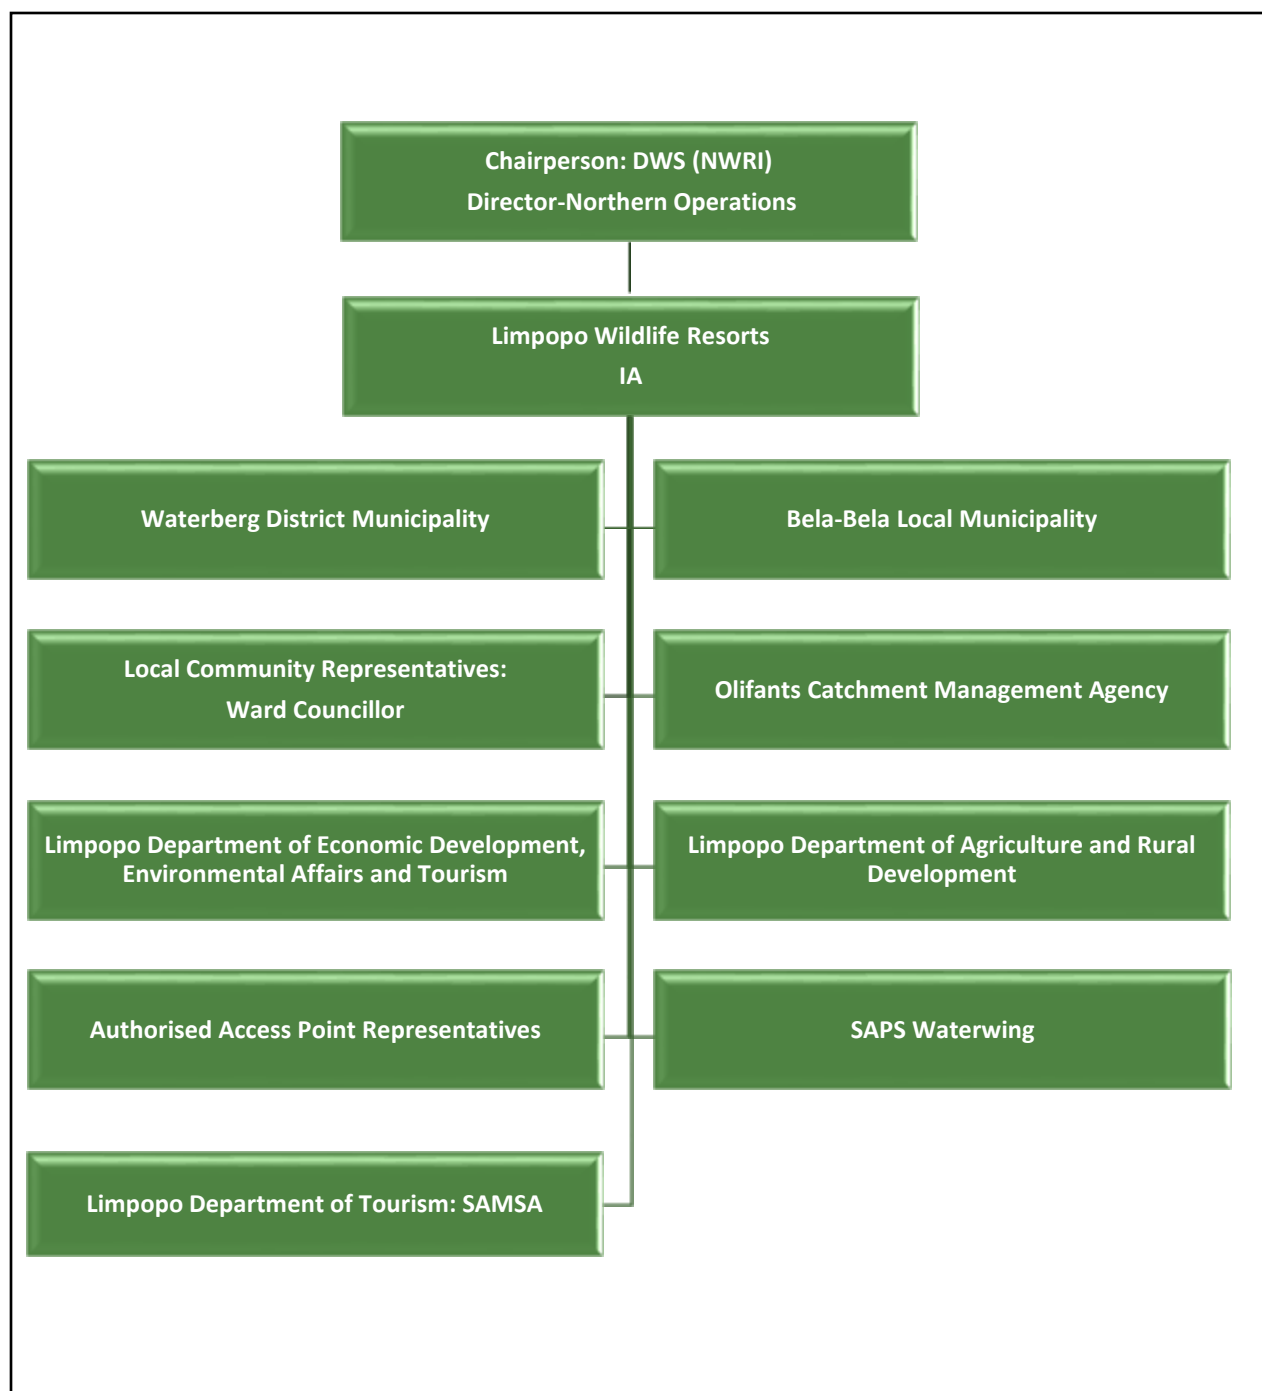 Chairperson: DWS (NWRI)
Director-Northern Operations
Limpopo Wildlife Resorts
IA
Waterberg District Municipality
Bela-Bela Local Municipality
Local Community Representatives:
Ward Councillor
Olifants Catchment Management Agency
Limpopo Department of Economic Development,
Environmental Affairs and Tourism
Limpopo Department of Agriculture and Rural
Development
Authorised Access Point Representatives
SAPS Waterwing
Limpopo Department of Tourism: SAMSA